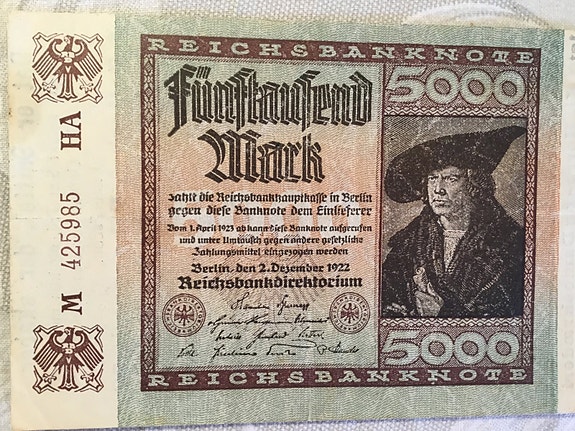 REICHSBANKNOTE
5000
Fünftausend
Mark
zahlt die Reichsbankhauptkasse in Berlin
gegen diese Banknote dem Einlieferer
Vom 1. April 1923 ab kann diese Banknote aufgerufen
und unter Umtausch gegen andere gesetzliche
Zahlungsmittel eingezogen werden
Berlin, den 2. Dezember 1922
Reichsbankdirektorium
5000
REICHSBANKNOTE
M 425985 HA